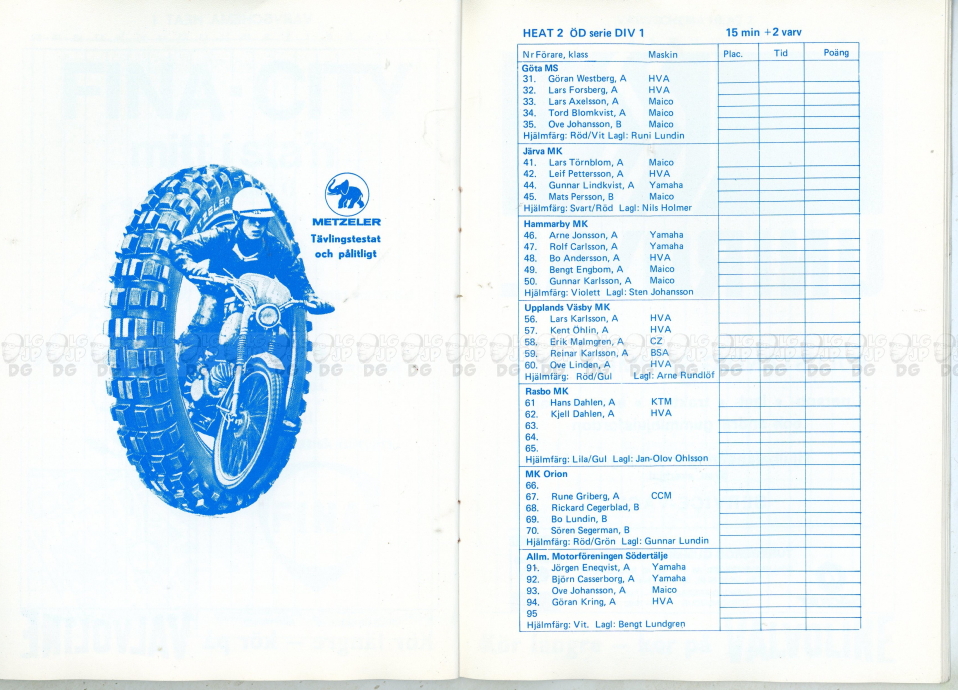 METZELER
METZELER
Tävlingstestat
och pålitligt
HEAT 2 ÖD serie DIV 1 15 min +2 varv
Nr Förare, klass Maskin Plac. Tid Poäng
Göta MS
31. Göran Westberg, A HVA
32. Lars Forsberg, A HVA
33. Lars Axelsson, A Maico
34. Tord Blomkvist, A Maico
35. Ove Johansson, B Maico
Hjälmfärg: Röd/Vit Lagl: Runi Lundin
Järva MK
41. Lars Törnblom, A Maico
42. Leif Pettersson, A HVA
44. Gunnar Lindkvist, A Yamaha
45. Mats Persson, B Maico
Hjälmfärg: Svart/Röd Lagl: Nils Holmer
Hammarby MK
46. Arne Jonsson, A Yamaha
47. Rolf Carlsson, A Yamaha
48. Bo Andersson, A HVA
49. Bengt Engbom, A Maico
50. Gunnar Karlsson, A Maico
Hjälmfärg: Violett Lagl: Sten Johansson
Upplands Väsby MK
56. Lars Karlsson, A HVA
57. Kent Öhlin, A HVA
58. Erik Malmgren, A CZ
59. Reinar Karlsson, A BSA
60. Ove Linden, A HVA
Hjälmfärg: Röd/Gul Lagl: Arne Rundlöf
Rasbo MK
61 Hans Dahlen, A KTM
62. Kjell Dahlen, A HVA
63.
64.
65.
Hjälmfärg: Lila/Gul Lagl: Jan-Olov Ohlsson
MK Orion
66.
67. Rune Griberg, A CCM
68. Rickard Cegerblad, B
69. Bo Lundin, B
70. Sören Segerman, B
Hjälmfärg: Röd/Grön Lagl: Gunnar Lundin
Allm. Motorföreningen Södertälje
91. Jörgen Eneqvist, A Yamaha
92. Björn Casserborg, A Yamaha
93. Ove Johansson, A Maico
94. Göran Kring, A HVA
95
Hjälmfärg: Vit. Lagl: Bengt Lundgren